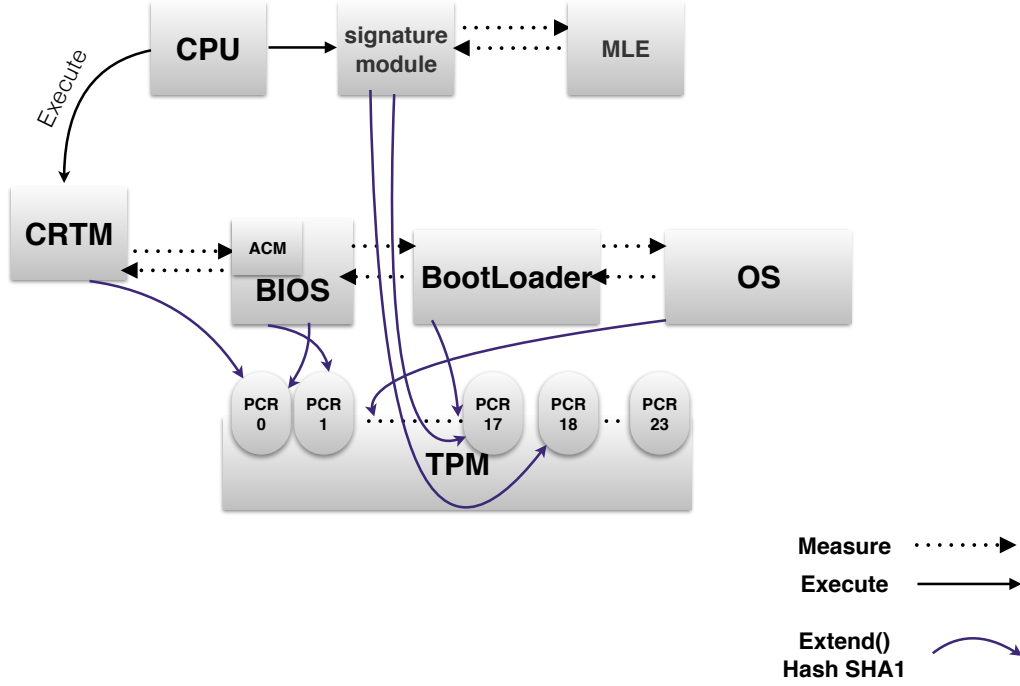 CPU
signature
module
MLE
Execute
CRTM
ACM
BIOS
BootLoader
OS
PCR
0
PCR
1
PCR
17
PCR
18
PCR
23
TPM
Measure
Execute
Extend()
Hash SHA1